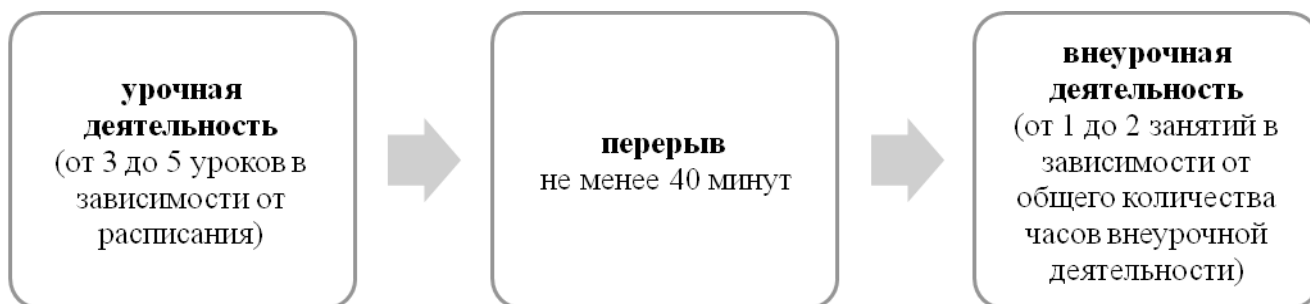 урочная
деятельность
(от 3 до 5 уроков в
зависимости от
расписания)
перерыв
не менее 40 минут
внеурочная
деятельность
(от 1 до 2 занятий в
зависимости от
общего количества
часов внеурочной
деятельности)